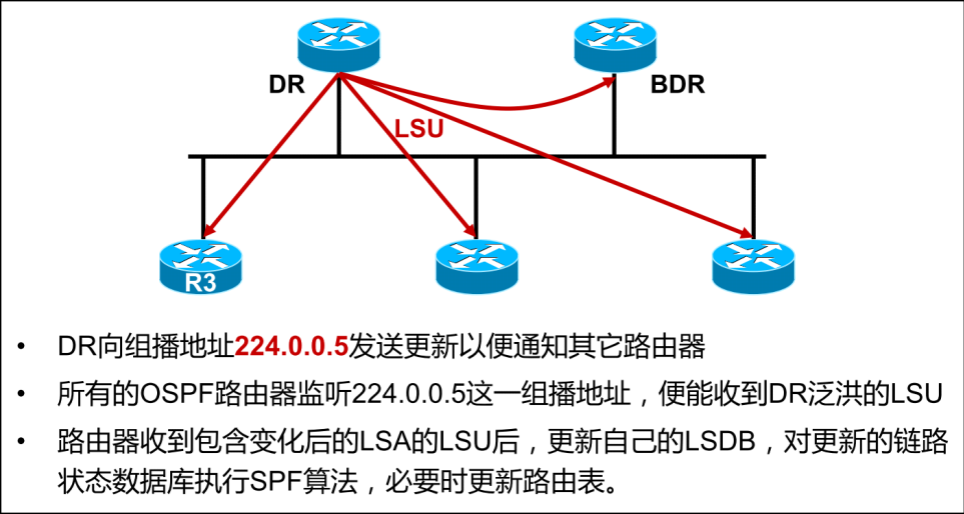 DR
BDR
LSU
R3
• DR向组播地址224.0.0.5发送更新以便通知其它路由器
• 所有的OSPF路由器监听224.0.0.5这一组播地址，便能收到DR泛洪的LSU
• 路由器收到包含变化后的LSA的LSU后，更新自己的LSDB，对更新的链路
状态数据库执行SPF算法，必要时更新路由表。